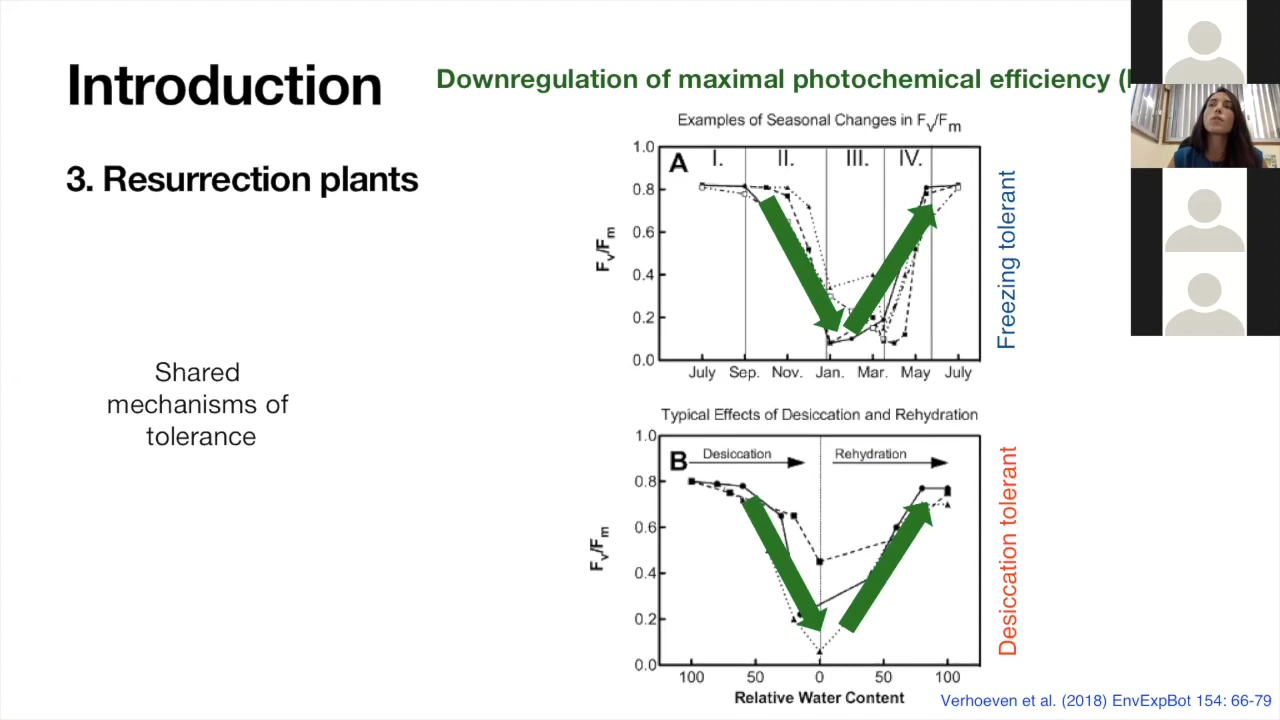 Introduction
Downregulation of maximal photochemical efficiency (
3. Resurrection plants
Shared
mechanisms of
tolerance
Examples of Seasonal Changes in Fv/Fm
A
I. II. III. IV.
1.0
0.8
0.6
0.4
0.2
0.0
Fv/Fm
July Sep. Nov. Jan. Mar. May July
Freezing tolerant
Typical Effects of Desiccation and Rehydration
B
Desiccation
Rehydration
1.0
0.8
0.6
0.4
0.2
0.0
Fv/Fm
100 50 0 50 100
Relative Water Content
Desiccation tolerant
Verhoeven et al. (2018) EnvExpBot 154: 66-79